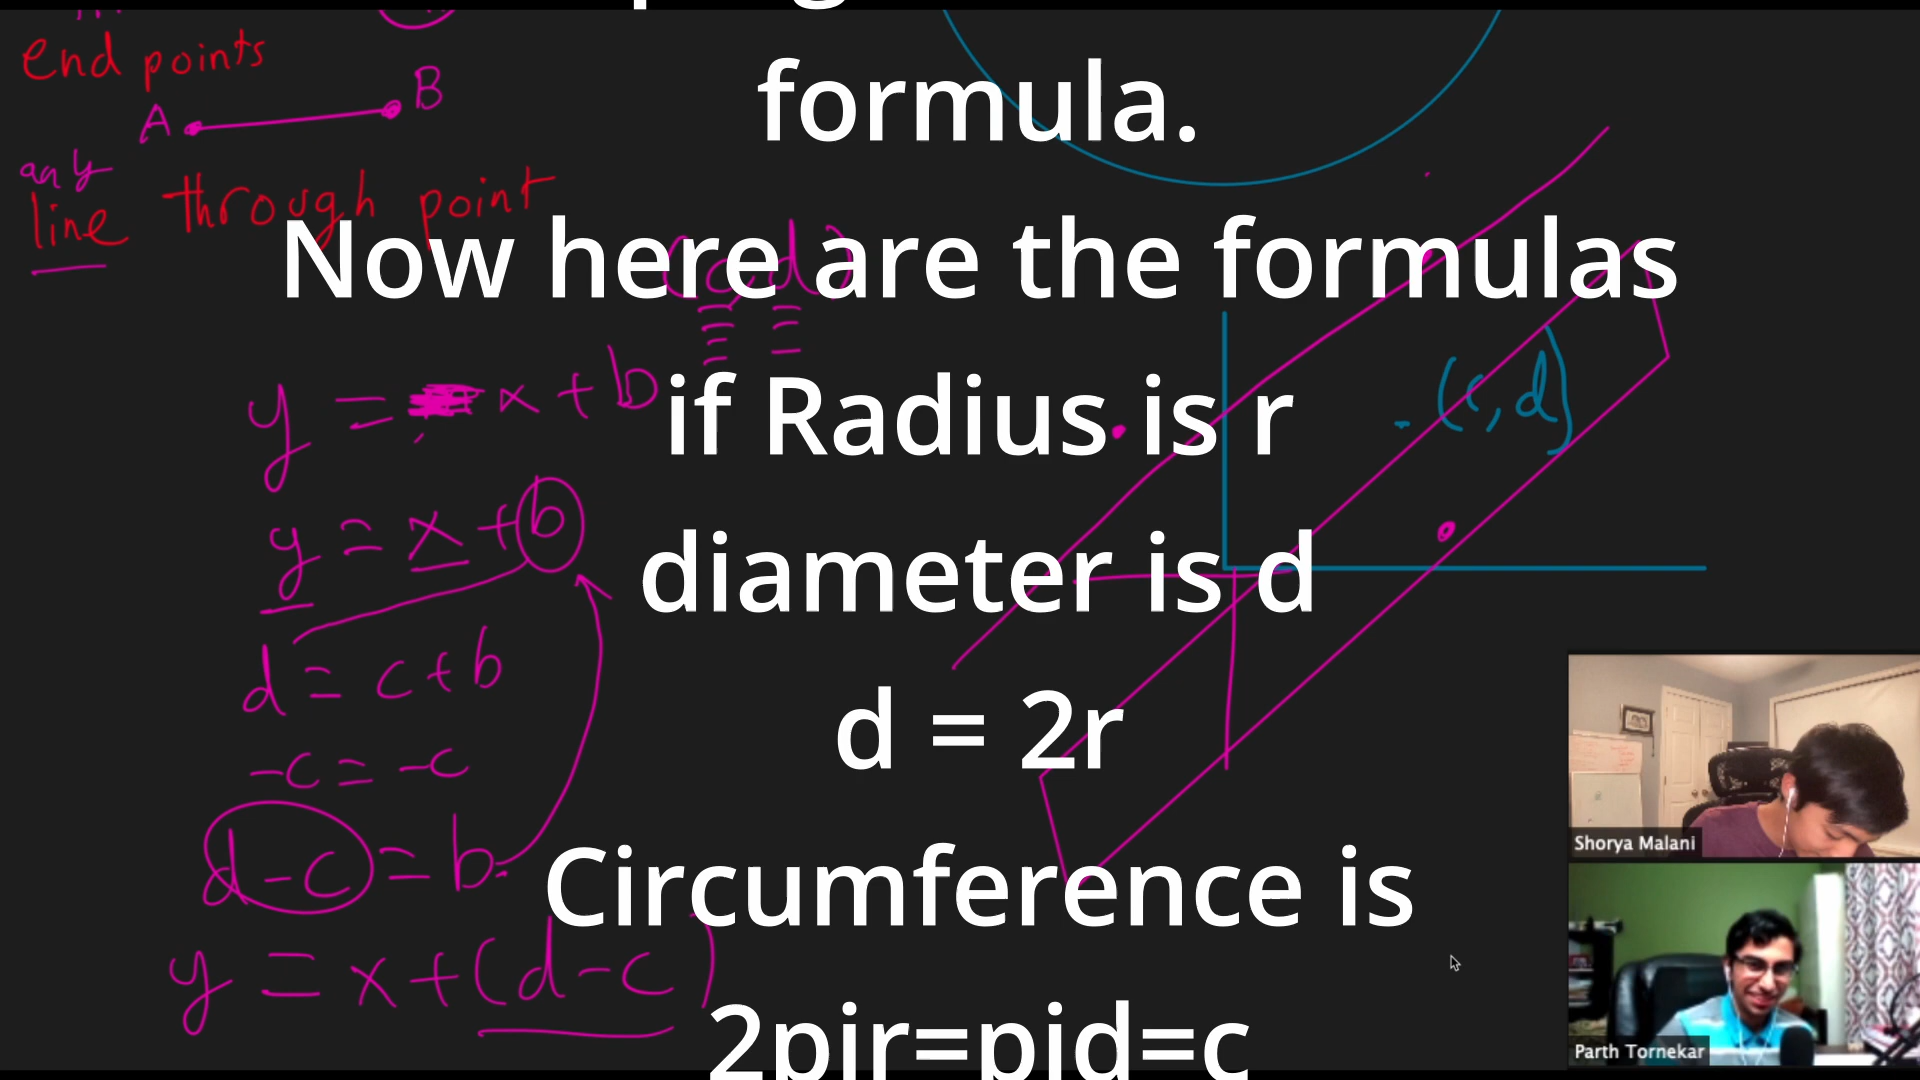 formula.
Now here are the formulas
if Radius is r
diameter is d
d = 2r
Circumference is
2pir=pid=c
end points
A B
any
line through point
(c,d)
y = x + b
y = x + b
d = c + b
-c = -c
d - c = b
y = x + (d - c)
(c,d)
Shorya Malani
Parth Tornekar